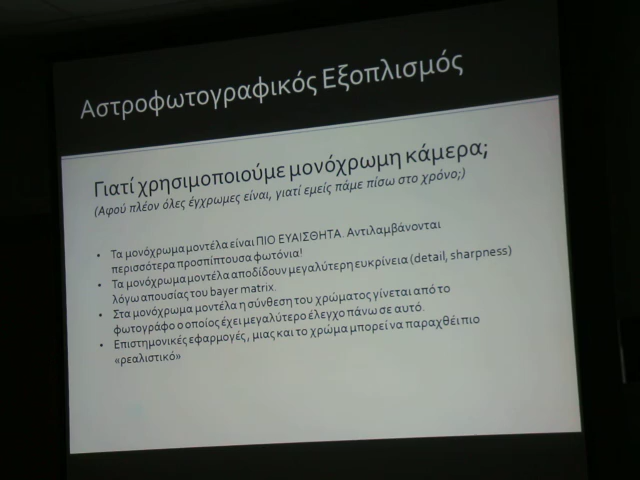 Αστροφωτογραφικός Εξοπλισμός
Γιατί χρησιμοποιούμε μονόχρωμη κάμερα;
(Αφού πλέον όλες έγχρωμες είναι, γιατί εμείς πάμε πίσω στο χρόνο;)
• Τα μονόχρωμα μοντέλα είναι ΠΙΟ ΕΥΑΙΣΘΗΤΑ. Αντιλαμβάνονται
περισσότερα προσπίπτουσα φωτόνια!
• Τα μονόχρωμα μοντέλα αποδίδουν μεγαλύτερη ευκρίνεια (detail, sharpness)
λόγω απουσίας του bayer matrix.
• Στα μονόχρωμα μοντέλα η σύνθεση του χρώματος γίνεται από το
φωτογράφο ο οποίος έχει μεγαλύτερο έλεγχο πάνω σε αυτό.
• Επιστημονικές εφαρμογές, μιας και το χρώμα μπορεί να παραχθεί πιο
«ρεαλιστικό»